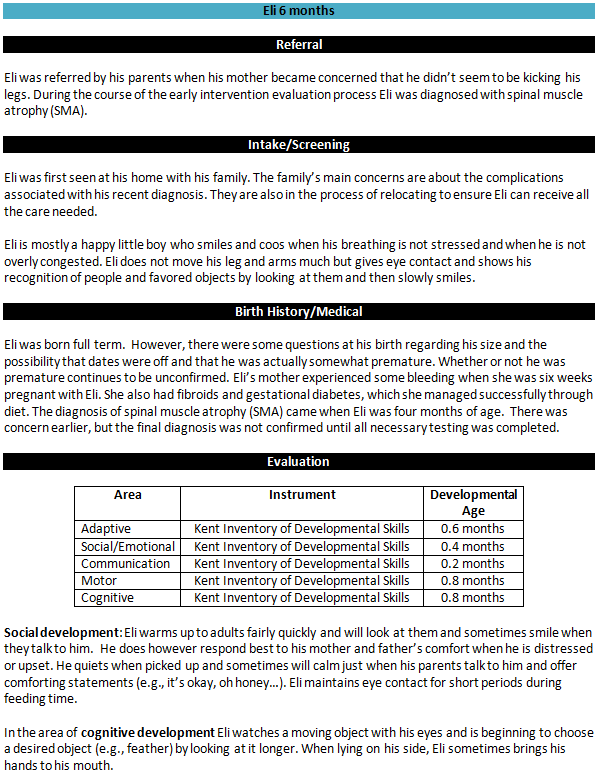 Eli 6 months
Referral
Eli was referred by his parents when his mother became concerned that he didn't seem to be kicking his
legs. During the course of the early intervention evaluation process Eli was diagnosed with spinal muscle
atrophy (SMA).
Intake/Screening
Eli was first seen at his home with his family. The family's main concerns are about the complications
associated with his recent diagnosis. They are also in the process of relocating to ensure Eli can receive all
the care needed.
Eli is mostly a happy little boy who smiles and coos when his breathing is not stressed and when he is not
overly congested. Eli does not move his leg and arms much but gives eye contact and shows his
recognition of people and favored objects by looking at them and then slowly smiles.
Birth History/Medical
Eli was born full term. However, there were some questions at his birth regarding his size and the
possibility that dates were off and that he was actually somewhat premature. Whether or not he was
premature continues to be unconfirmed. Eli's mother experienced some bleeding when she was six weeks
pregnant with Eli. She also had fibroids and gestational diabetes, which she managed successfully through
diet. The diagnosis of spinal muscle atrophy (SMA) came when Eli was four months of age. There was
concern earlier, but the final diagnosis was not confirmed until all necessary testing was completed.
Evaluation
Area Instrument Developmental
Age
Adaptive Kent Inventory of Developmental Skills 0.6 months
Social/Emotional Kent Inventory of Developmental Skills 0.4 months
Communication Kent Inventory of Developmental Skills 0.2 months
Motor Kent Inventory of Developmental Skills 0.8 months
Cognitive Kent Inventory of Developmental Skills 0.8 months
Social development: Eli warms up to adults fairly quickly and will look at them and sometimes smile when
they talk to him. He does however respond best to his mother and father's comfort when he is distressed
or upset. He quiets when picked up and sometimes will calm just when his parents talk to him and offer
comforting statements (e.g., it's okay, oh honey...). Eli maintains eye contact for short periods during
feeding time.
In the area of cognitive development Eli watches a moving object with his eyes and is beginning to choose
a desired object (e.g., feather) by looking at it longer. When lying on his side, Eli sometimes brings his
hands to his mouth.